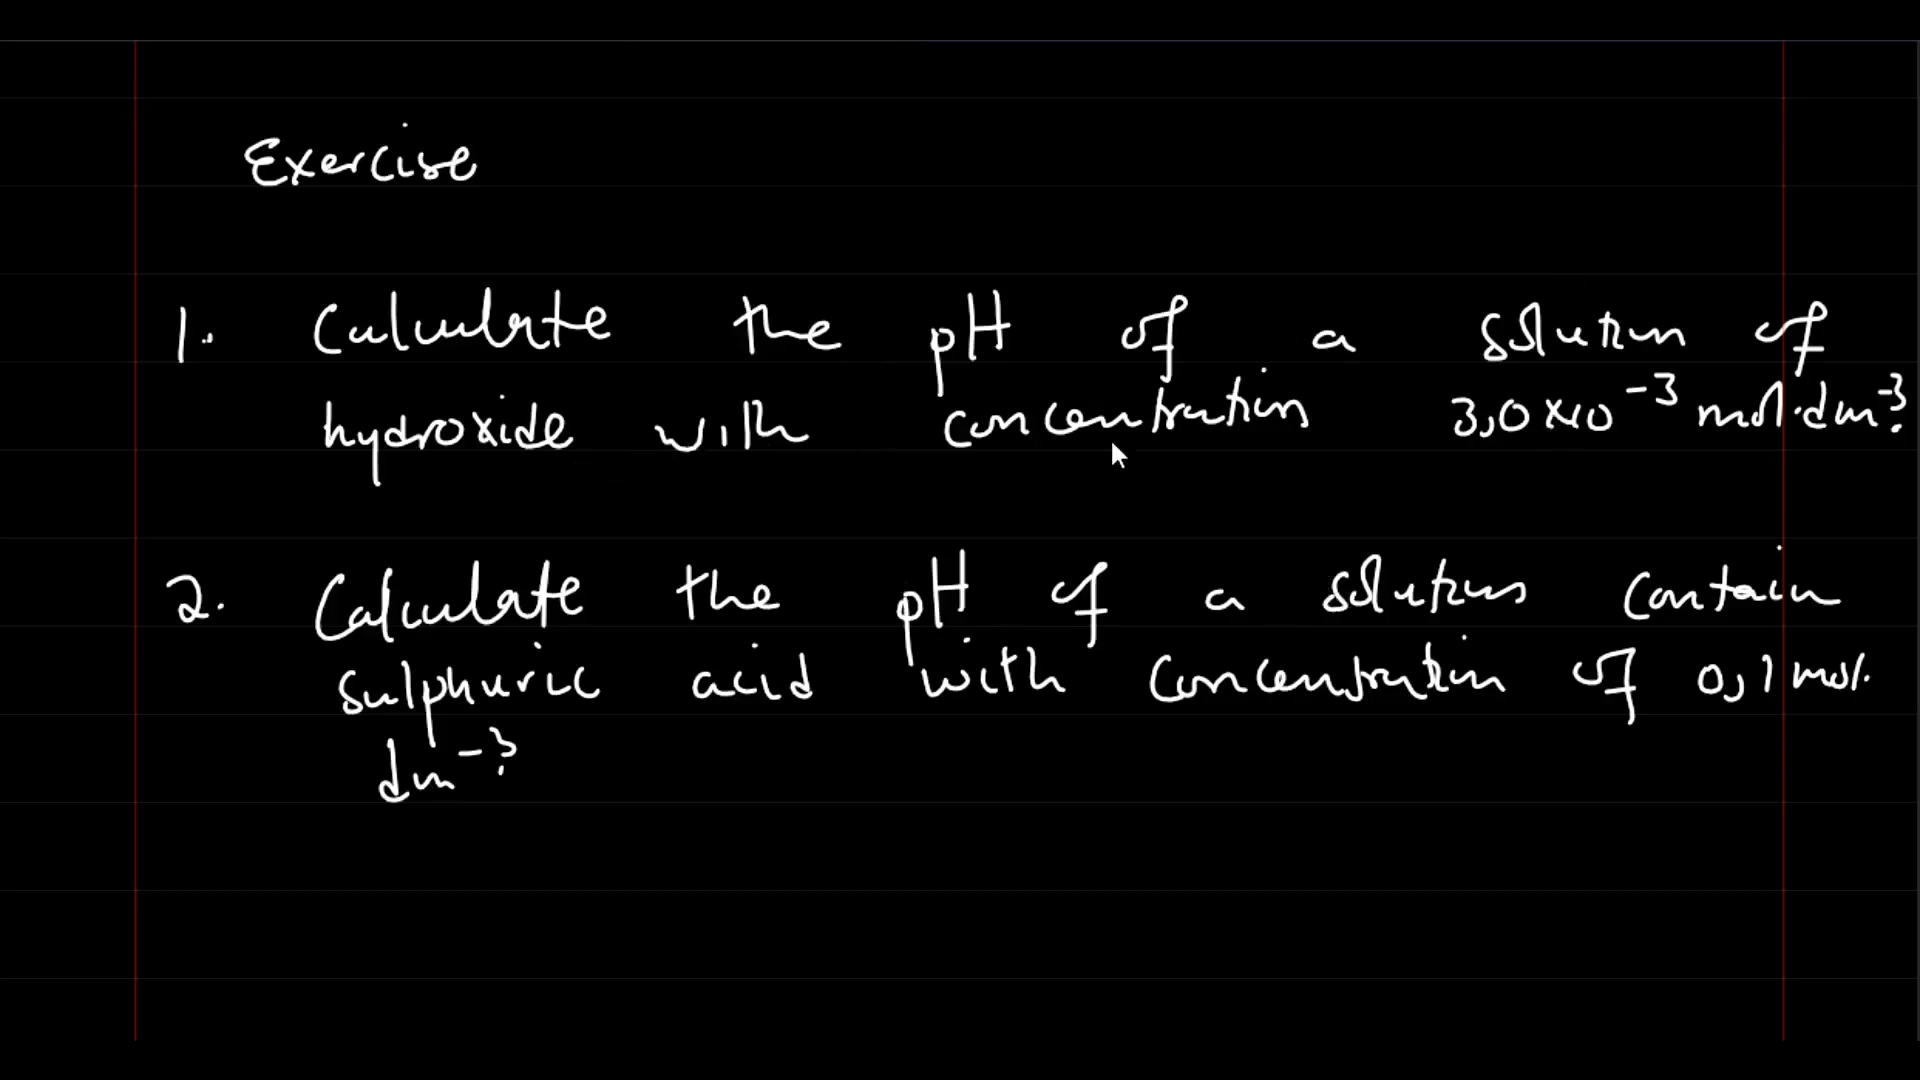 Exercise
1. Calculate the pH of a solution of
hydroxide with concentration 3,0×10⁻³ mol·dm⁻³?
2. Calculate the pH of a solution contain
sulphuric acid with concentration of 0,1 mol.
dm⁻³?